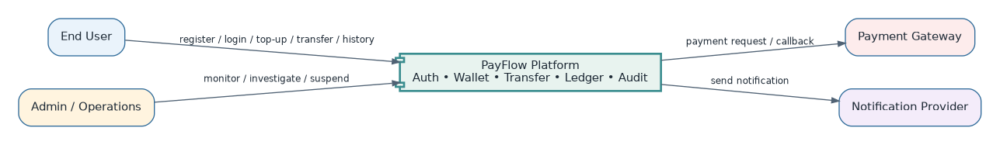 End User
register / login / top-up / transfer / history
payment request / callback
Payment Gateway
PayFlow Platform
Auth • Wallet • Transfer • Ledger • Audit
Admin / Operations
monitor / investigate / suspend
send notification
Notification Provider